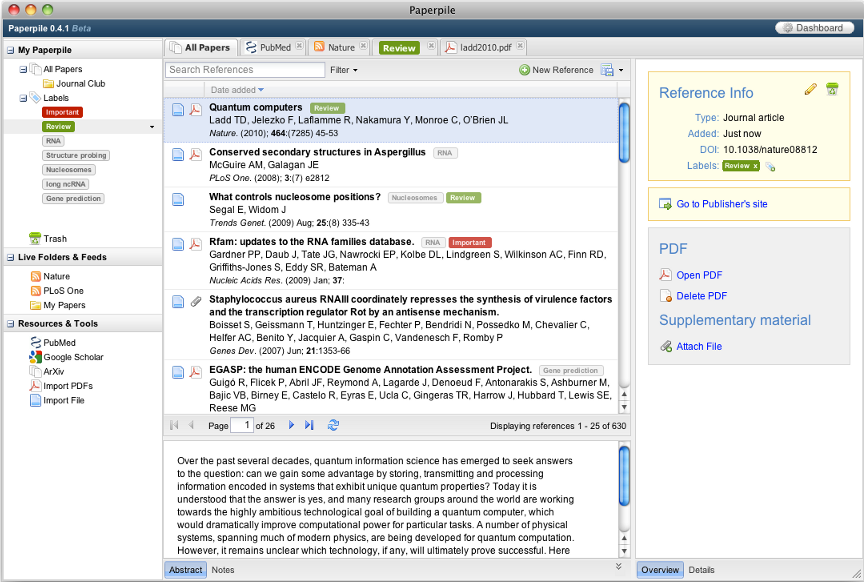 Paperpile
Paperpile 0.4.1 Beta
Dashboard
My Paperpile
All Papers
Journal Club
Labels
Important
Review
RNA
Structure probing
Nucleosomes
long ncRNA
Gene prediction
Trash
Live Folders & Feeds
Nature
PLoS One
My Papers
Resources & Tools
PubMed
Google Scholar
ArXiv
Import PDFs
Import File
All Papers
PubMed
Nature
Review
ladd2010.pdf
Search References
Filter
New Reference
Date added
Quantum computers Review
Ladd TD, Jelezko F, Laflamme R, Nakamura Y, Monroe C, O'Brien JL
Nature. (2010); 464:(7285) 45-53
Conserved secondary structures in Aspergillus RNA
McGuire AM, Galagan JE
PLoS One. (2008); 3:(7) e2812
What controls nucleosome positions? Nucleosomes Review
Segal E, Widom J
Trends Genet. (2009) Aug; 25:(8) 335-43
Rfam: updates to the RNA families database. RNA Important
Gardner PP, Daub J, Tate JG, Nawrocki EP, Kolbe DL, Lindgreen S, Wilkinson AC, Finn RD,
Griffiths-Jones S, Eddy SR, Bateman A
Nucleic Acids Res. (2009) Jan; 37:
Staphylococcus aureus RNAIII coordinately represses the synthesis of virulence factors
and the transcription regulator Rot by an antisense mechanism.
Boisset S, Geissmann T, Huntzinger E, Fechter P, Bendridi N, Possedko M, Chevalier C,
Helfer AC, Benito Y, Jacquier A, Gaspin C, Vandenesch F, Romby P
Genes Dev. (2007) Jun; 21:1353-66
EGASP: the human ENCODE Genome Annotation Assessment Project. Gene prediction
Guigó R, Flicek P, Abril JF, Reymond A, Lagarde J, Denoeud F, Antonarakis S, Ashburner M,
Bajic VB, Birney E, Castelo R, Eyras E, Ucla C, Gingeras TR, Harrow J, Hubbard T, Lewis SE,
Reese MG
Page 1 of 26
Displaying references 1 - 25 of 630
Over the past several decades, quantum information science has emerged to seek answers
to the question: can we gain some advantage by storing, transmitting and processing
information encoded in systems that exhibit unique quantum properties? Today it is
understood that the answer is yes, and many research groups around the world are working
towards the highly ambitious technological goal of building a quantum computer, which
would dramatically improve computational power for particular tasks. A number of physical
systems, spanning much of modern physics, are being developed for quantum computation.
However, it remains unclear which technology, if any, will ultimately prove successful. Here
Abstract
Notes
Reference Info
Type: Journal article
Added: Just now
DOI: 10.1038/nature08812
Labels: Review x
Go to Publisher's site
PDF
Open PDF
Delete PDF
Supplementary material
Attach File
Overview
Details